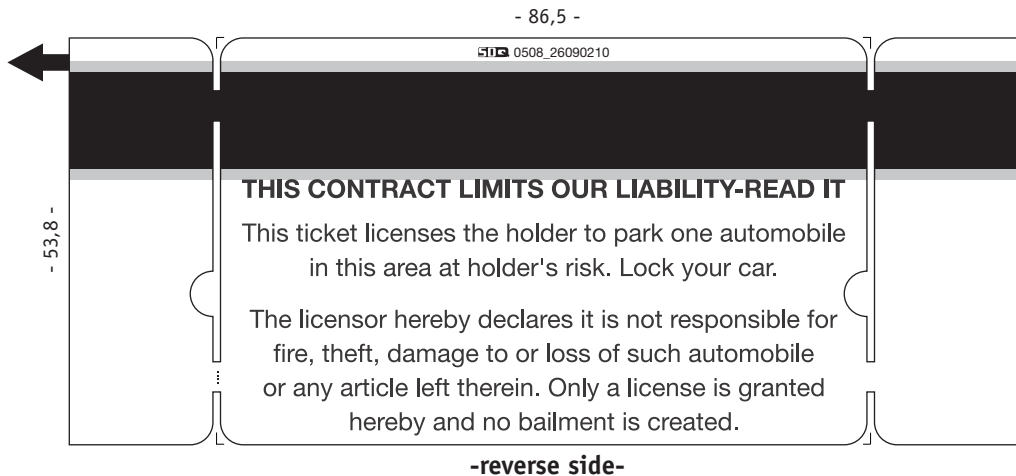 - 86,5 -
SDQ 0508_26090210
THIS CONTRACT LIMITS OUR LIABILITY-READ IT
- 53,8 -
This ticket licenses the holder to park one automobile
in this area at holder's risk. Lock your car.
The licensor hereby declares it is not responsible for
fire, theft, damage to or loss of such automobile
or any article left therein. Only a license is granted
hereby and no bailment is created.
-reverse side-